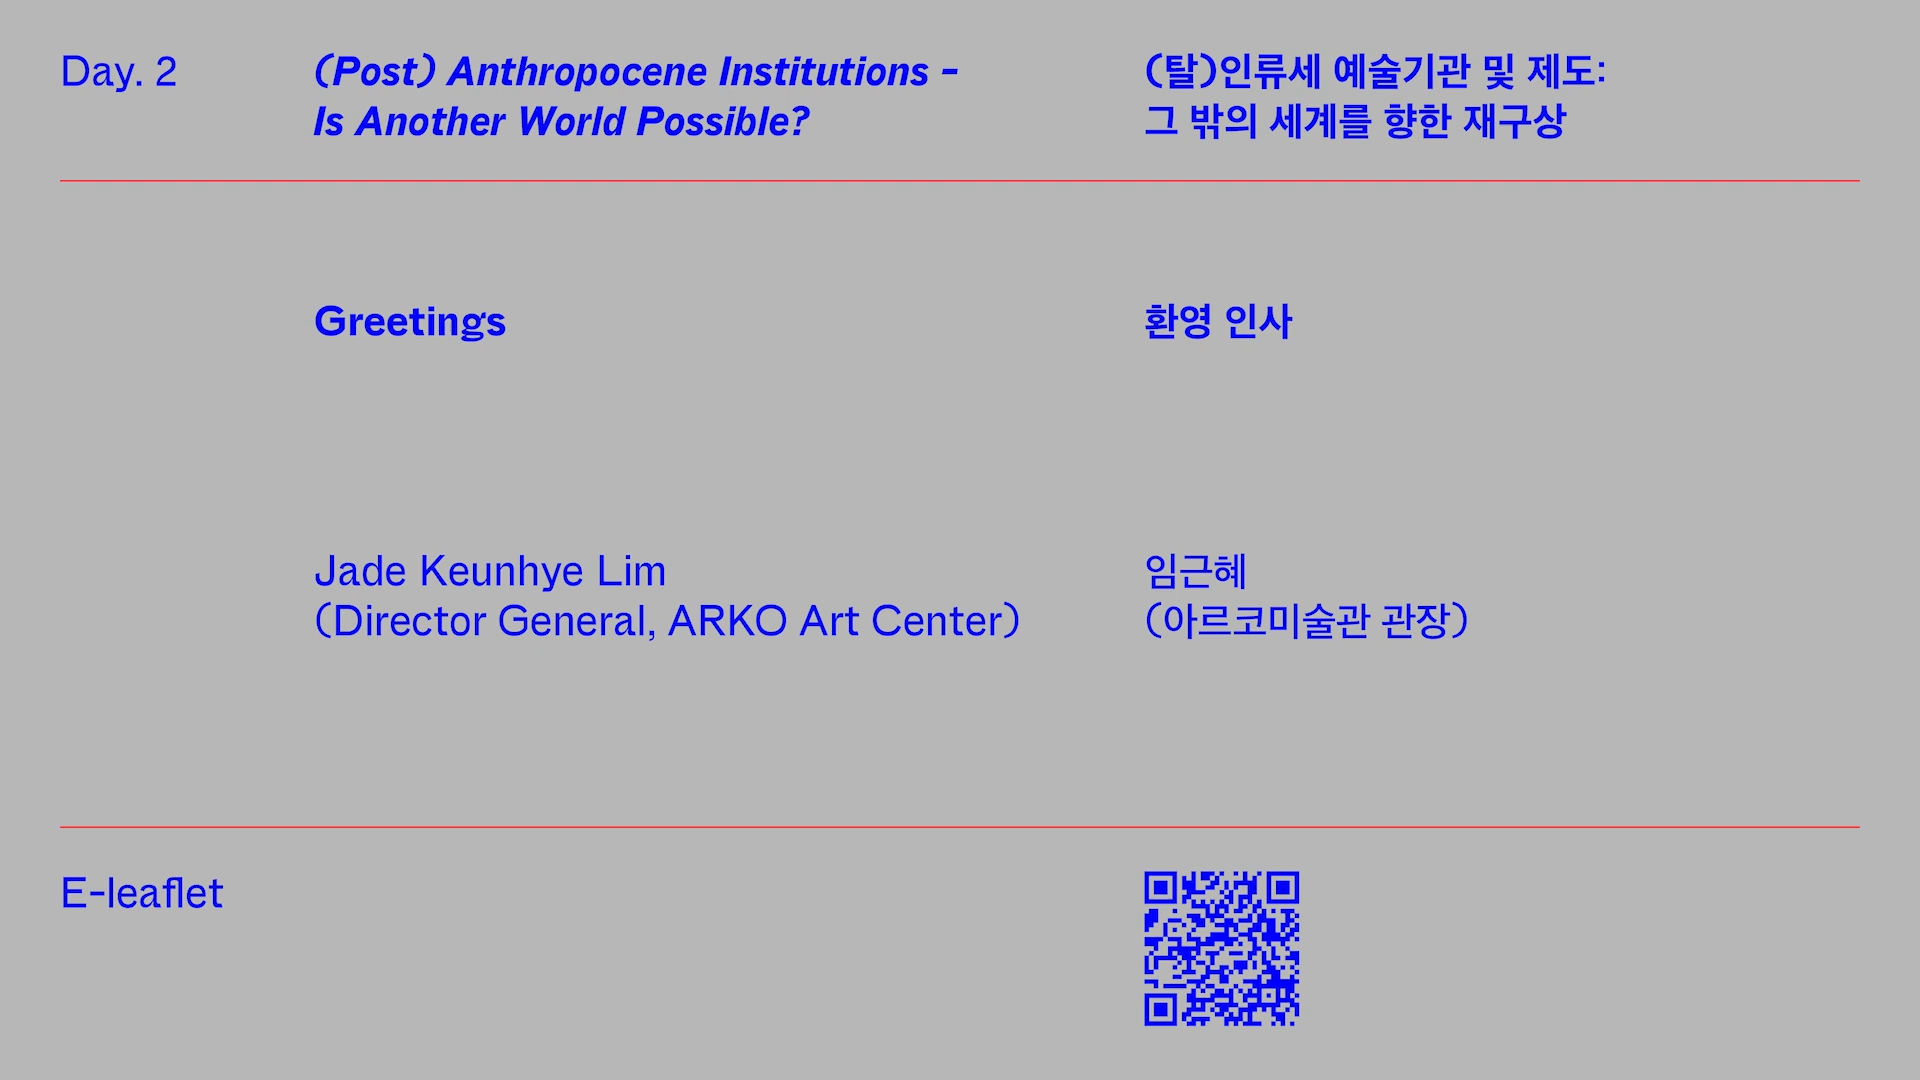 Day. 2
(Post) Anthropocene Institutions -
Is Another World Possible?
(탈)인류세 예술기관 및 제도:
그 밖의 세계를 향한 재구상
Greetings
환영 인사
Jade Keunhye Lim
(Director General, ARKO Art Center)
임근혜
(아르코미술관 관장)
E-leaflet